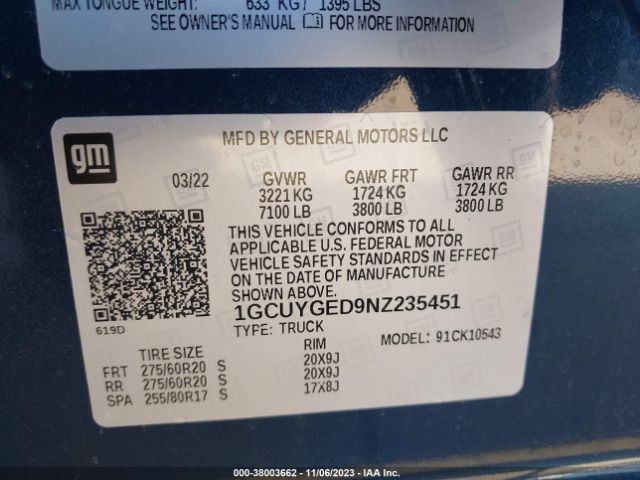 MAX TONGUE WEIGHT: 633 KG / 1395 LBS
SEE OWNER'S MANUAL FOR MORE INFORMATION
gm
MFD BY GENERAL MOTORS LLC
03/22 GVWR GAWR FRT GAWR RR
3221 KG 1724 KG 1724 KG
7100 LB 3800 LB 3800 LB
THIS VEHICLE CONFORMS TO ALL
APPLICABLE U.S. FEDERAL MOTOR
VEHICLE SAFETY STANDARDS IN EFFECT
ON THE DATE OF MANUFACTURE
SHOWN ABOVE.
619D
1GCUYGED9NZ235451
TYPE: TRUCK MODEL: 91CK10543
TIRE SIZE RIM
FRT 275/60R20 S 20X9J
RR 275/60R20 S 20X9J
SPA 255/80R17 S 17X8J
000-38003662 - 11/06/2023 - IAA Inc.